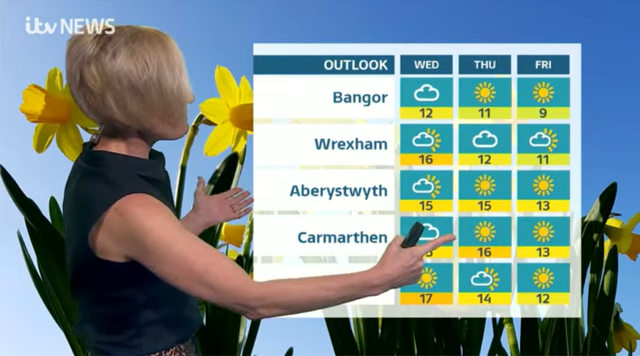 itv NEWS
OUTLOOK WED THU FRI
Bangor 12 11 9
Wrexham 16 12 11
Aberystwyth 15 15 13
Carmarthen 16 13
17 14 12